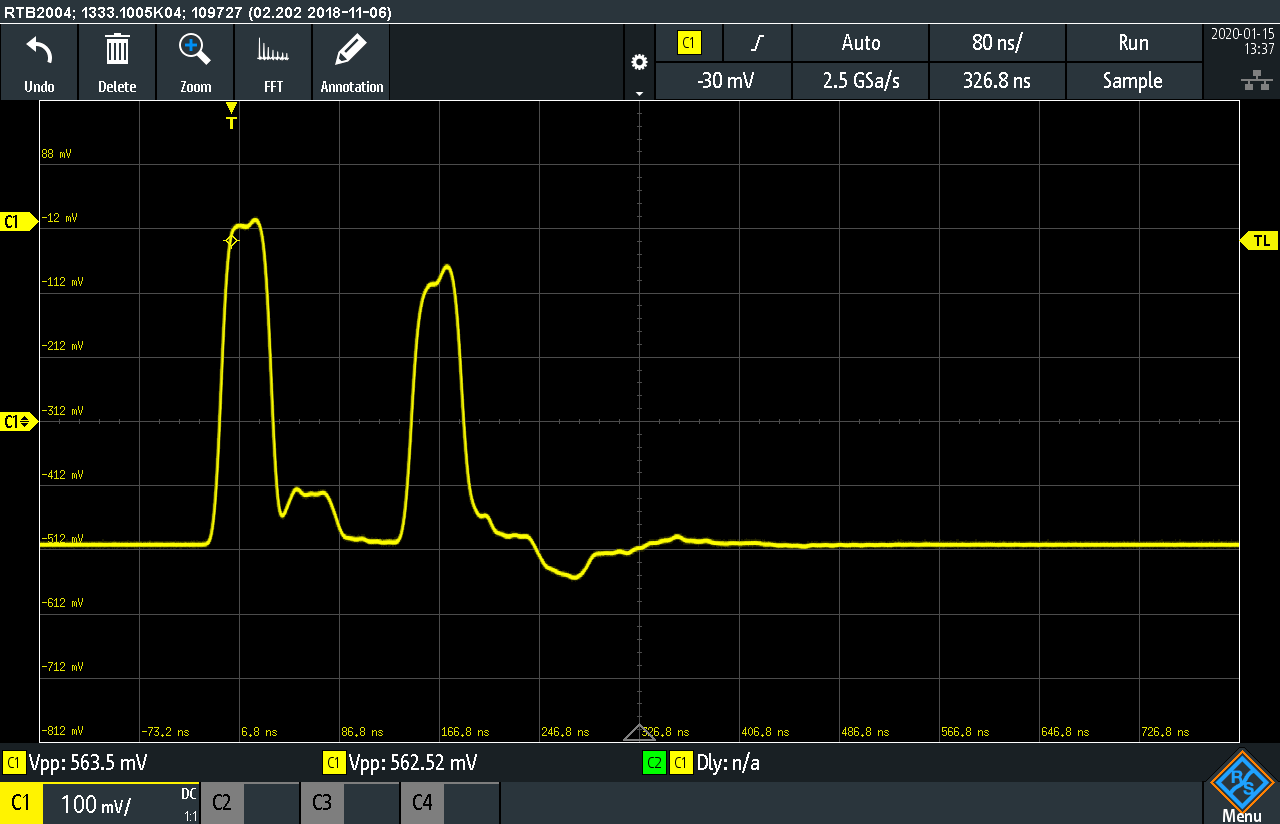 RTB2004; 1333.1005K04; 109727 (02.202 2018-11-06)
Undo Delete Zoom FFT Annotation
C1 Auto 80 ns/ Run
-30 mV 2.5 GSa/s 326.8 ns Sample
2020-01-15
13:37
T
88 mV
C1 -12 mV
TL
-112 mV
-212 mV
-312 mV
C1
-412 mV
-512 mV
-612 mV
-712 mV
-812 mV
-73.2 ns 6.8 ns 86.8 ns 166.8 ns 246.8 ns 326.8 ns 406.8 ns 486.8 ns 566.8 ns 646.8 ns 726.8 ns
C1 Vpp: 563.5 mV C1 Vpp: 562.52 mV C2 C1 Dly: n/a
C1 100 mV/ DC 1:1 C2 C3 C4
R&S
Menu